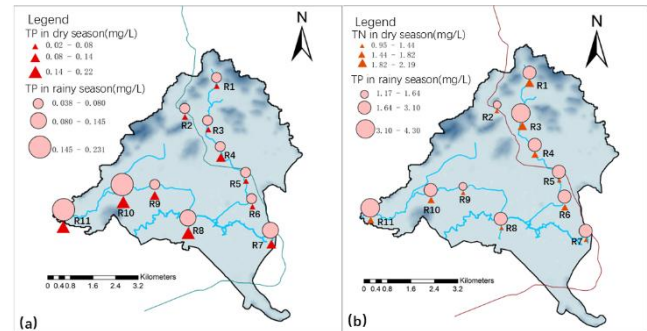 Legend
TP in dry season(mg/L)
0.02 - 0.08
0.08 - 0.14
0.14 - 0.22
TP in rainy season(mg/L)
0.038 - 0.080
0.080 - 0.145
0.145 - 0.231
N
R1
R2
R3
R4
R5
R6
R9
R10
R11
R8
R7
Kilometers
0 0.4 0.8 1.6 2.4 3.2
(a)
Legend
TN in dry season(mg/L)
0.95 - 1.44
1.44 - 1.82
1.82 - 2.19
TP in rainy season(mg/L)
1.17 - 1.64
1.64 - 3.10
3.10 - 4.30
N
R1
R2
R3
R4
R5
R6
R9
R10
R11
R8
R7
Kilometers
0 0.4 0.8 1.6 2.4 3.2
(b)